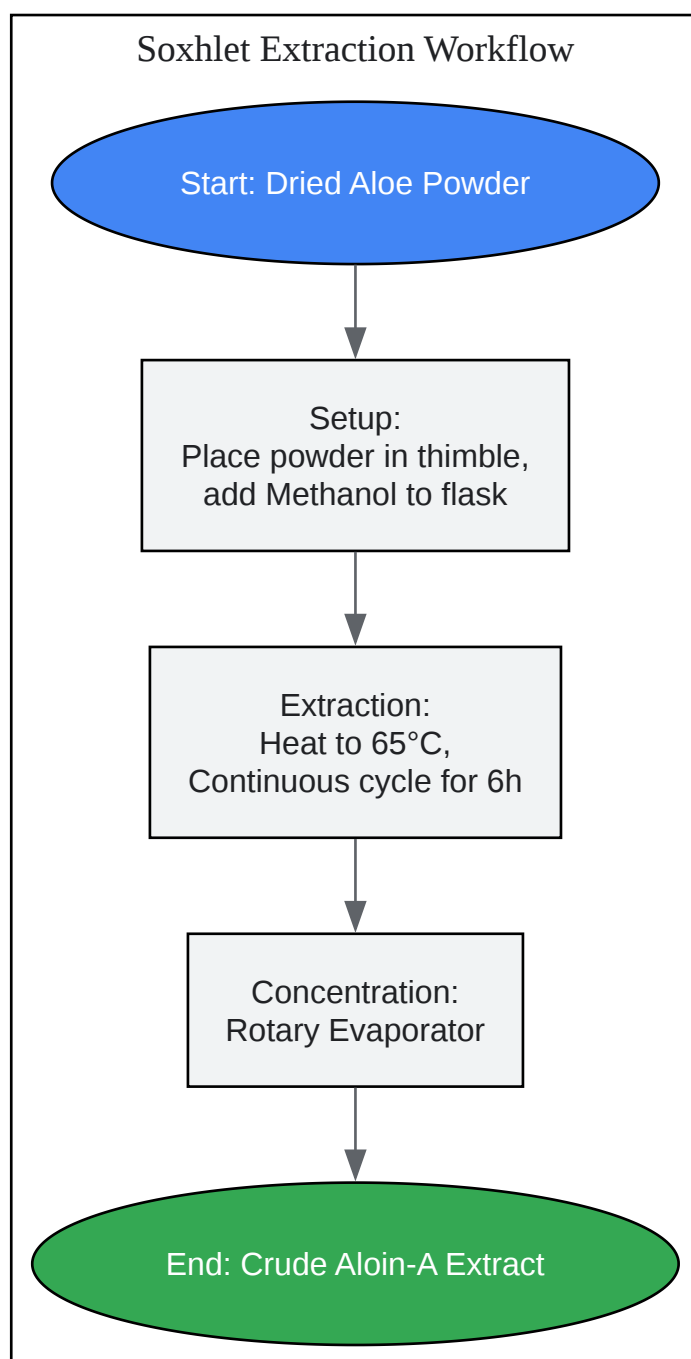 Soxhlet Extraction Workflow
Start: Dried Aloe Powder
Setup:
Place powder in thimble,
add Methanol to flask
Extraction:
Heat to 65°C,
Continuous cycle for 6h
Concentration:
Rotary Evaporator
End: Crude Aloin-A Extract